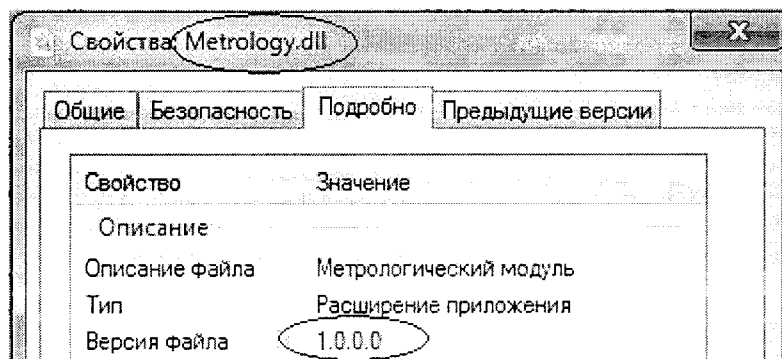 Свойства: Metrology.dll
Общие Безопасность Подробно Предыдущие версии
Свойство Значение
Описание
Описание файла Метрологический модуль
Тип Расширение приложения
Версия файла 1.0.0.0